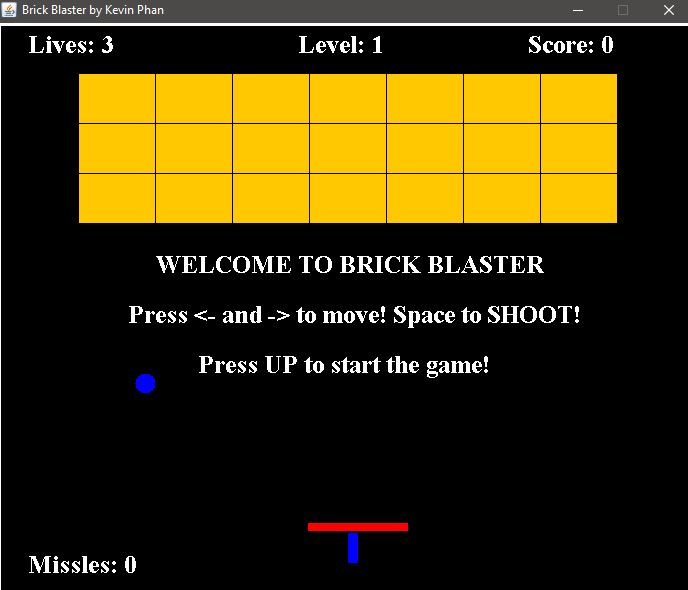 Brick Blaster by Kevin Phan
Lives: 3 Level: 1 Score: 0
WELCOME TO BRICK BLASTER
Press <- and -> to move! Space to SHOOT!
Press UP to start the game!
Missles: 0